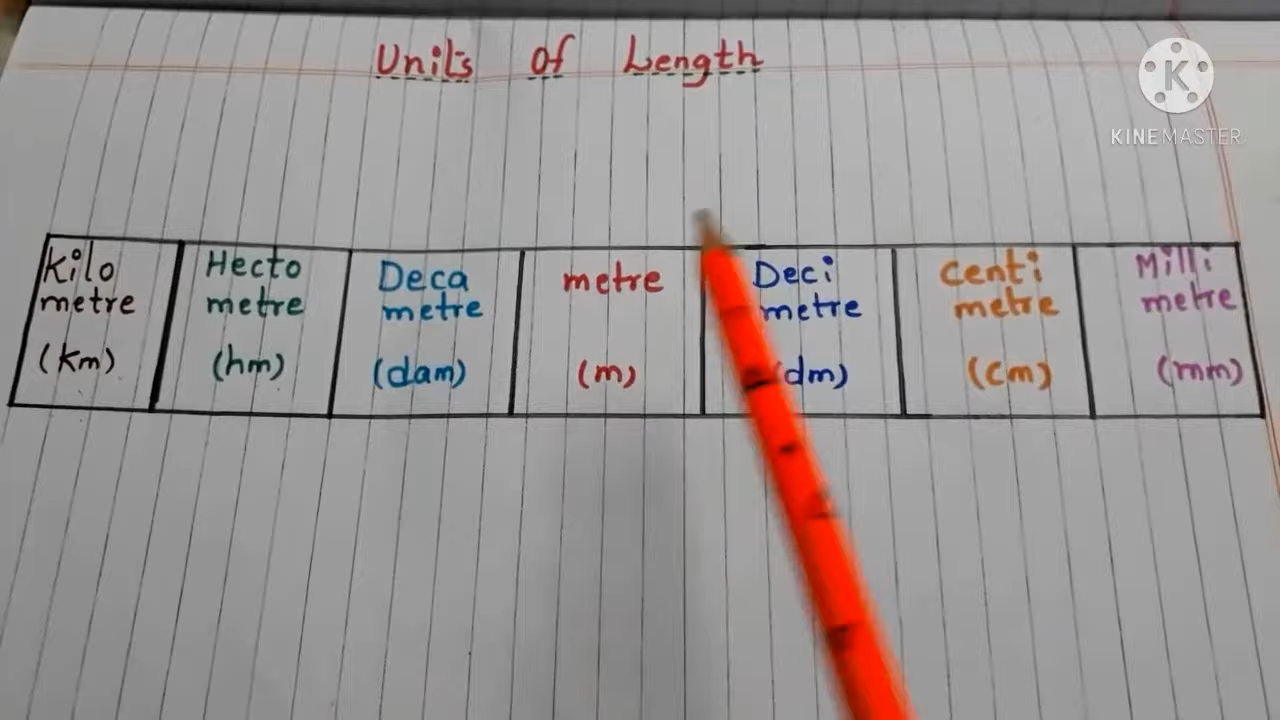 Units of Length
K
KINEMASTER
Kilo
metre
(Km)
Hecto
metre
(hm)
Deca
metre
(dam)
metre
(m)
Deci
metre
(dm)
Centi
metre
(Cm)
Milli
metre
(mm)